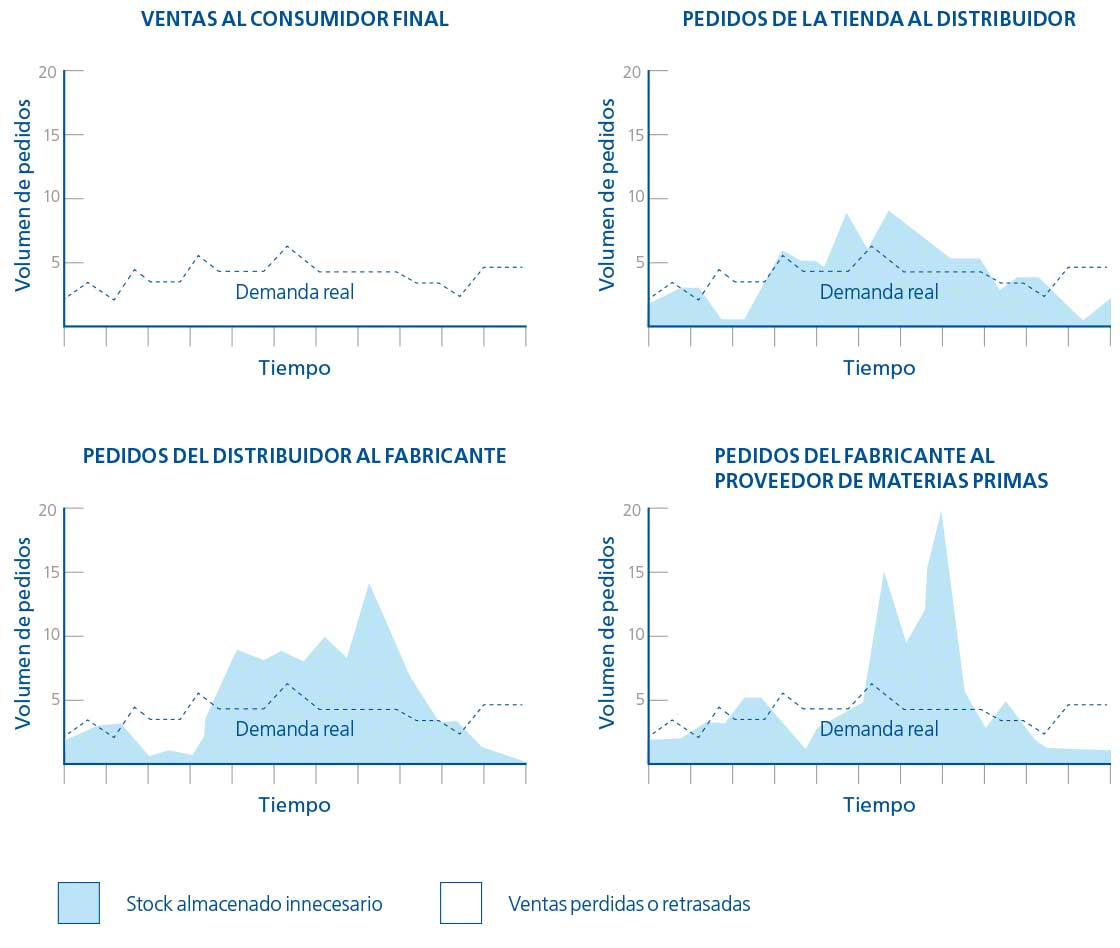 VENTAS AL CONSUMIDOR FINAL
20
15
10
5
Volumen de pedidos
Demanda real
Tiempo
PEDIDOS DE LA TIENDA AL DISTRIBUIDOR
20
15
10
5
Volumen de pedidos
Demanda real
Tiempo
PEDIDOS DEL DISTRIBUIDOR AL FABRICANTE
20
15
10
5
Volumen de pedidos
Demanda real
Tiempo
PEDIDOS DEL FABRICANTE AL
PROVEEDOR DE MATERIAS PRIMAS
20
15
10
5
Volumen de pedidos
Demanda real
Tiempo
Stock almacenado innecesario
Ventas perdidas o retrasadas